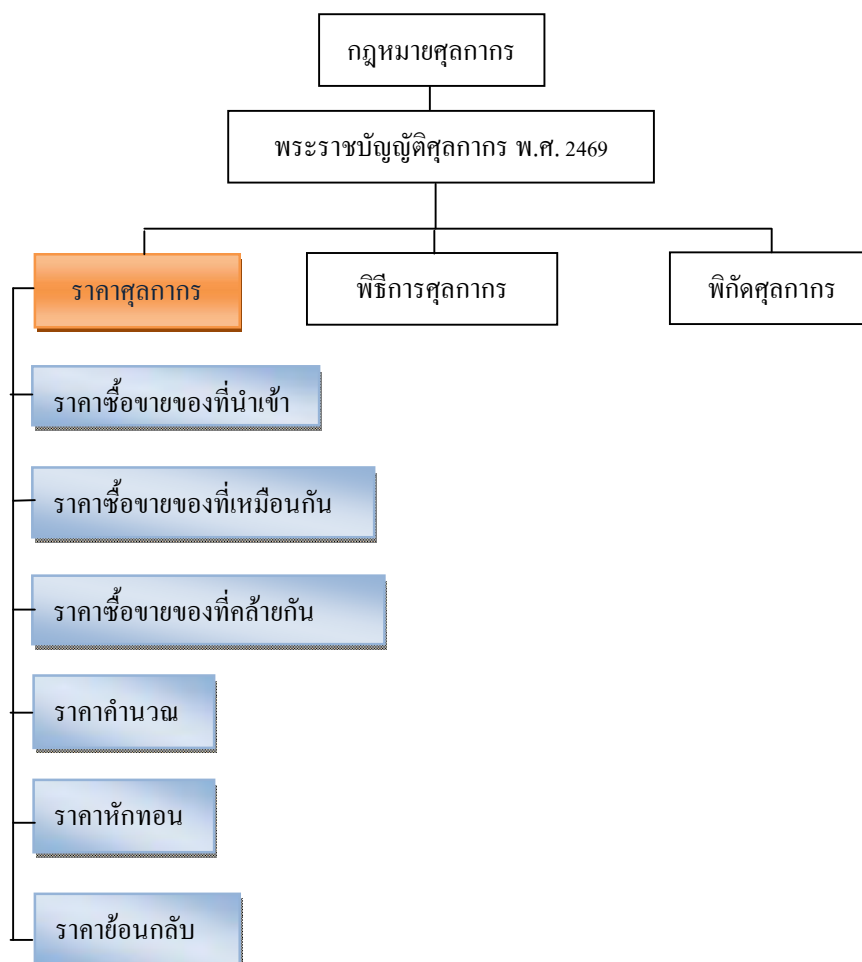 กฎหมายศุลกากร
พระราชบัญญัติศุลกากร พ.ศ. 2469
ราคาศุลกากร
พิธีการศุลกากร
พิกัดศุลกากร
ราคาซื้อขายของที่นำเข้า
ราคาซื้อขายของที่เหมือนกัน
ราคาซื้อขายของที่คล้ายกัน
ราคาคำนวณ
ราคาหักทอน
ราคาย้อนกลับ